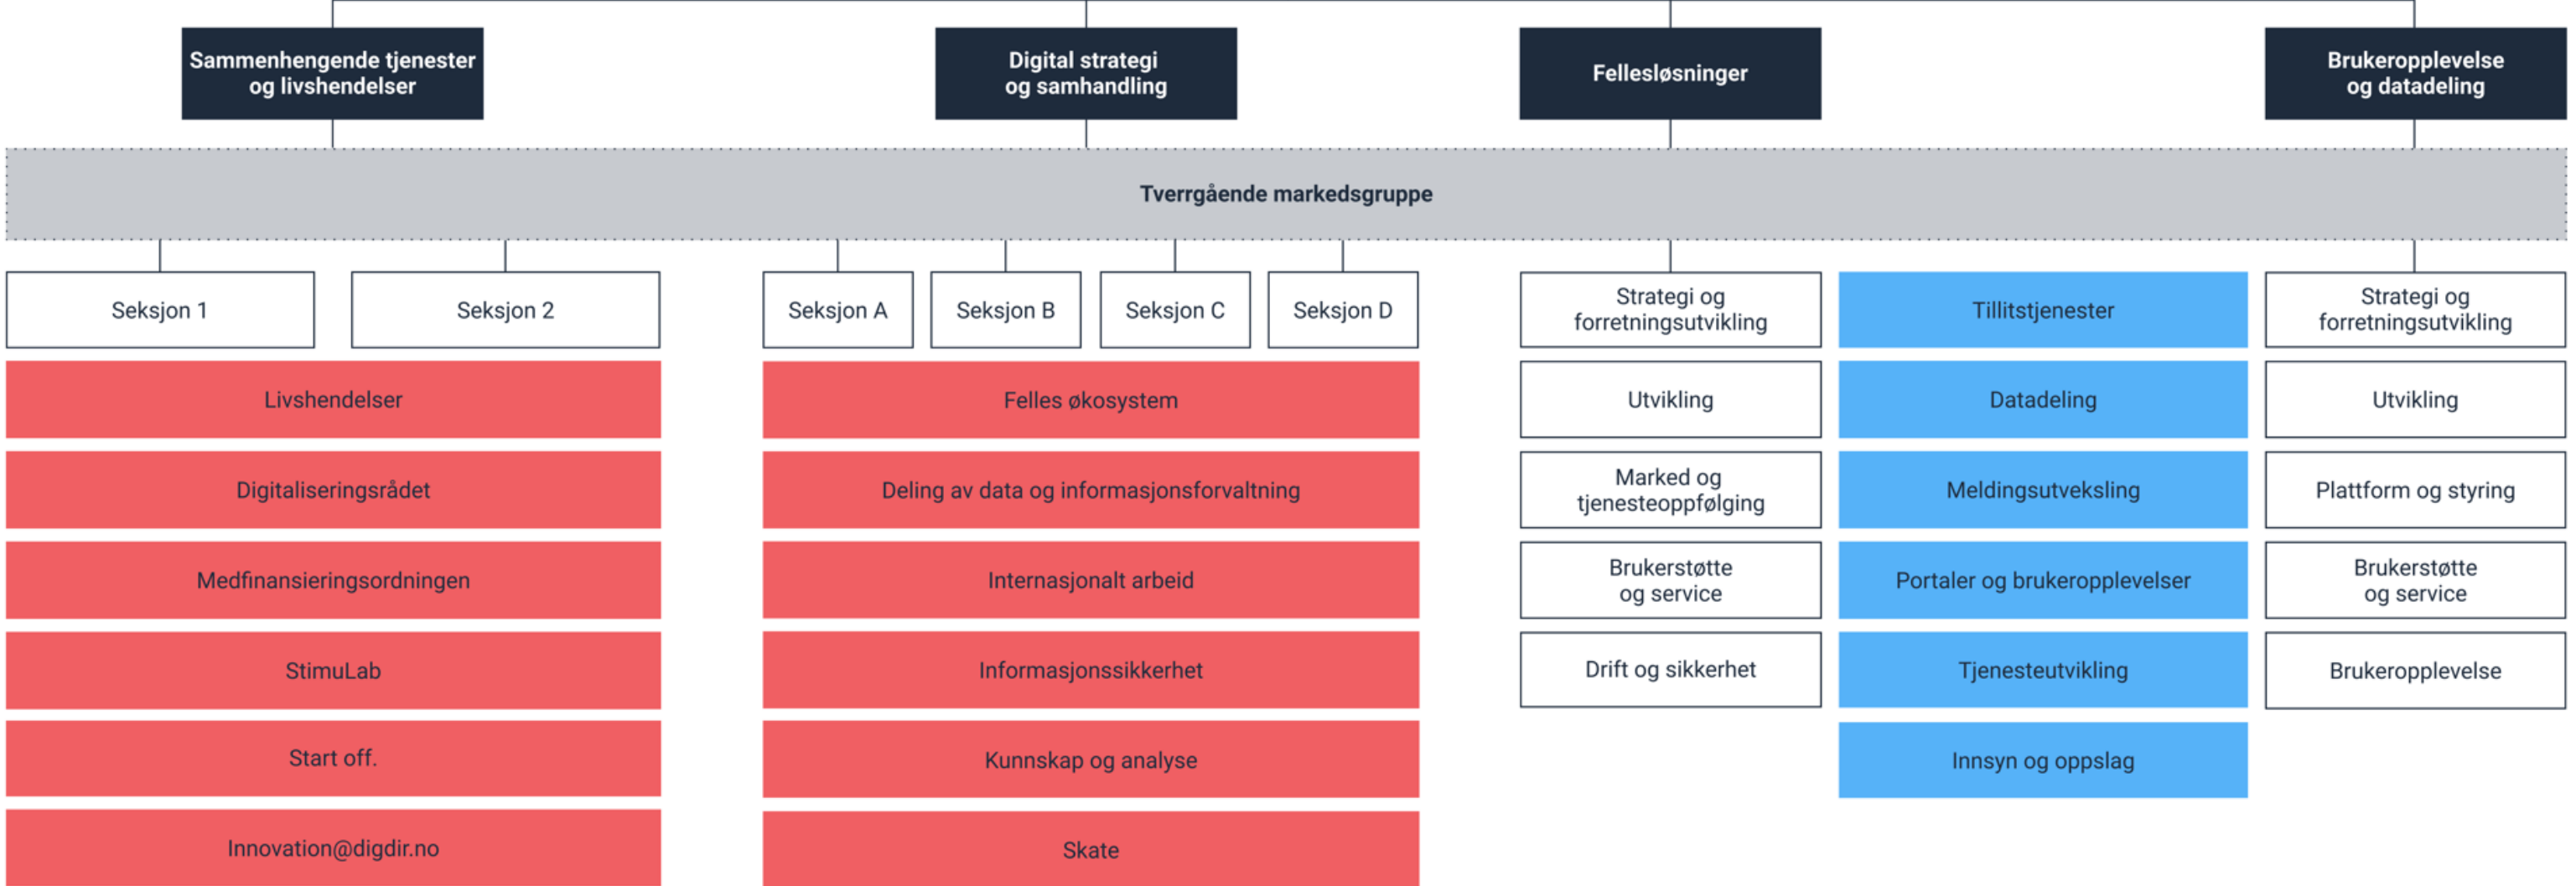 Sammenhengende tjenester
og livshendelser
Digital strategi
og samhandling
Fellesløsninger
Brukeropplevelse
og datadeling
Tverrgående markedsgruppe
Seksjon 1
Seksjon 2
Seksjon A
Seksjon B
Seksjon C
Seksjon D
Strategi og
forretningsutvikling
Tillitstjenester
Strategi og
forretningsutvikling
Livshendelser
Felles økosystem
Utvikling
Datadeling
Utvikling
Digitaliseringsrådet
Deling av data og informasjonsforvaltning
Marked og
tjenesteoppfølging
Meldingsutveksling
Plattform og styring
Medfinansieringsordningen
Internasjonalt arbeid
Brukerstøtte
og service
Portaler og brukeropplevelser
Brukerstøtte
og service
StimuLab
Informasjonssikkerhet
Drift og sikkerhet
Tjenesteutvikling
Brukeropplevelse
Start off.
Kunnskap og analyse
Innsyn og oppslag
Innovation@digdir.no
Skate